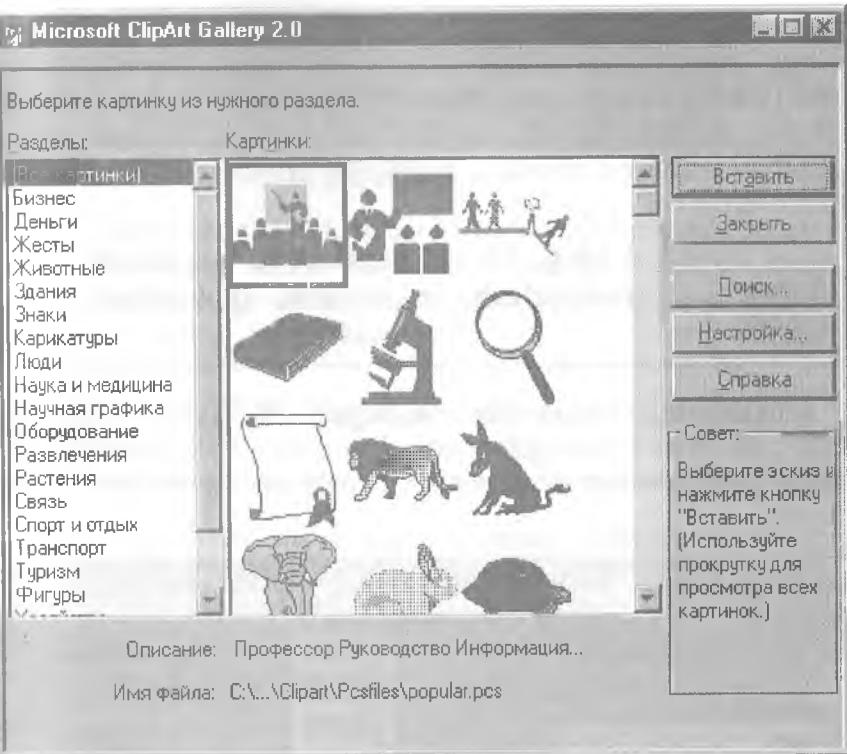 Microsoft ClipArt Gallery 2.0
Выберите картинку из нужного раздела.
Разделы:
Картинки:
(Все картинки)
Бизнес
Деньги
Жесты
Животные
Здания
Знаки
Карикатуры
Люди
Наука и медицина
Научная графика
Оборудование
Развлечения
Растения
Связь
Спорт и отдых
Транспорт
Туризм
Фигуры
Вставить
Закрыть
Поиск...
Настройка...
Справка
Совет:
Выберите эскиз и
нажмите кнопку
"Вставить".
(Используйте
прокрутку для
просмотра всех
картинок.)
Описание: Профессор Руководство Информация...
Имя файла: C:\...\Clipart\Pcsfiles\popular.pcs